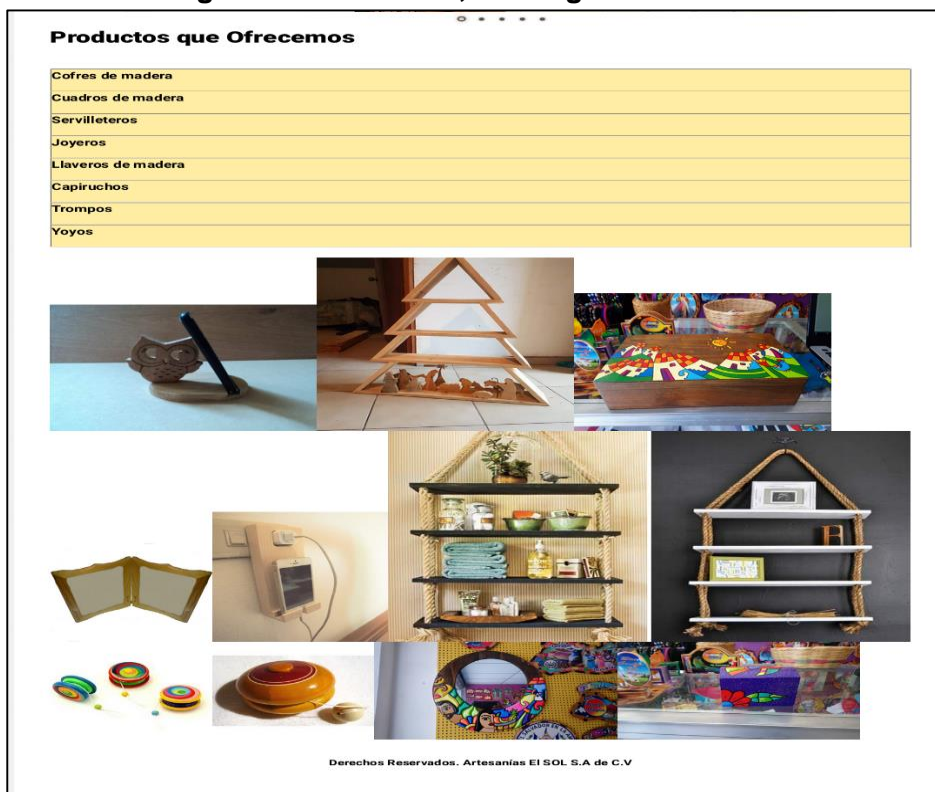 Productos que Ofrecemos
Cofres de madera
Cuadros de madera
Servilleteros
Joyeros
Llaveros de madera
Capiruchos
Trompos
Yoyos
Derechos Reservados. Artesanías El SOL S.A de C.V